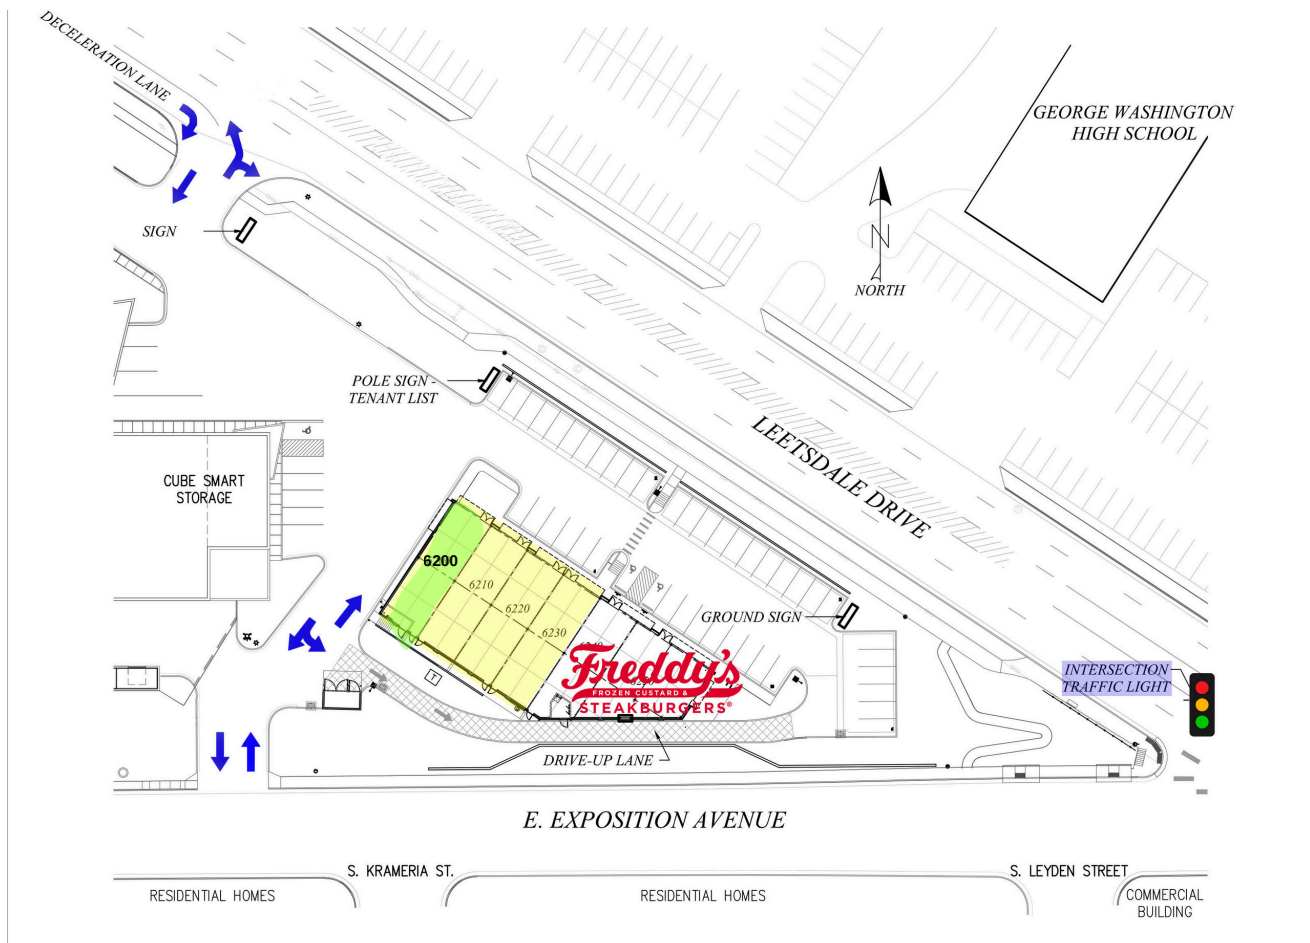 DECELERATION LANE
GEORGE WASHINGTON
HIGH SCHOOL
SIGN
N
NORTH
POLE SIGN -
TENANT LIST
LEETSDALE DRIVE
CUBE SMART
STORAGE
6200
6210
6220
6230
GROUND SIGN
Freddy's
FROZEN CUSTARD &
STEAKBURGERS®
T
INTERSECTION
TRAFFIC LIGHT
DRIVE-UP LANE
E. EXPOSITION AVENUE
S. KRAMERIA ST.
S. LEYDEN STREET
RESIDENTIAL HOMES
RESIDENTIAL HOMES
COMMERCIAL
BUILDING